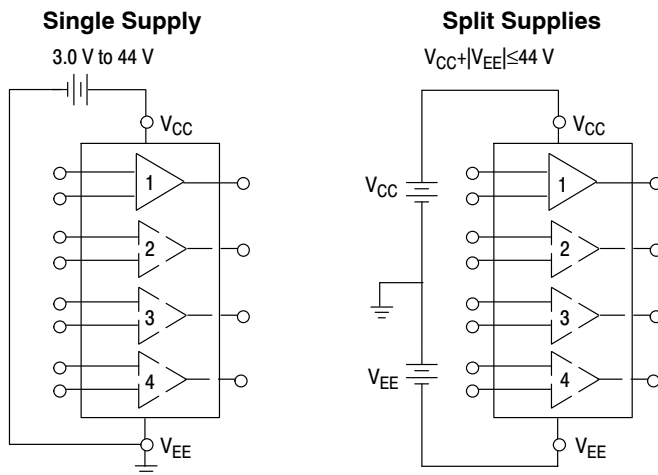 Single Supply
3.0 V to 44 V
VCC
1
2
3
4
VEE
Split Supplies
VCC+|VEE|≤44 V
VCC
VCC
1
2
3
4
VEE
VEE